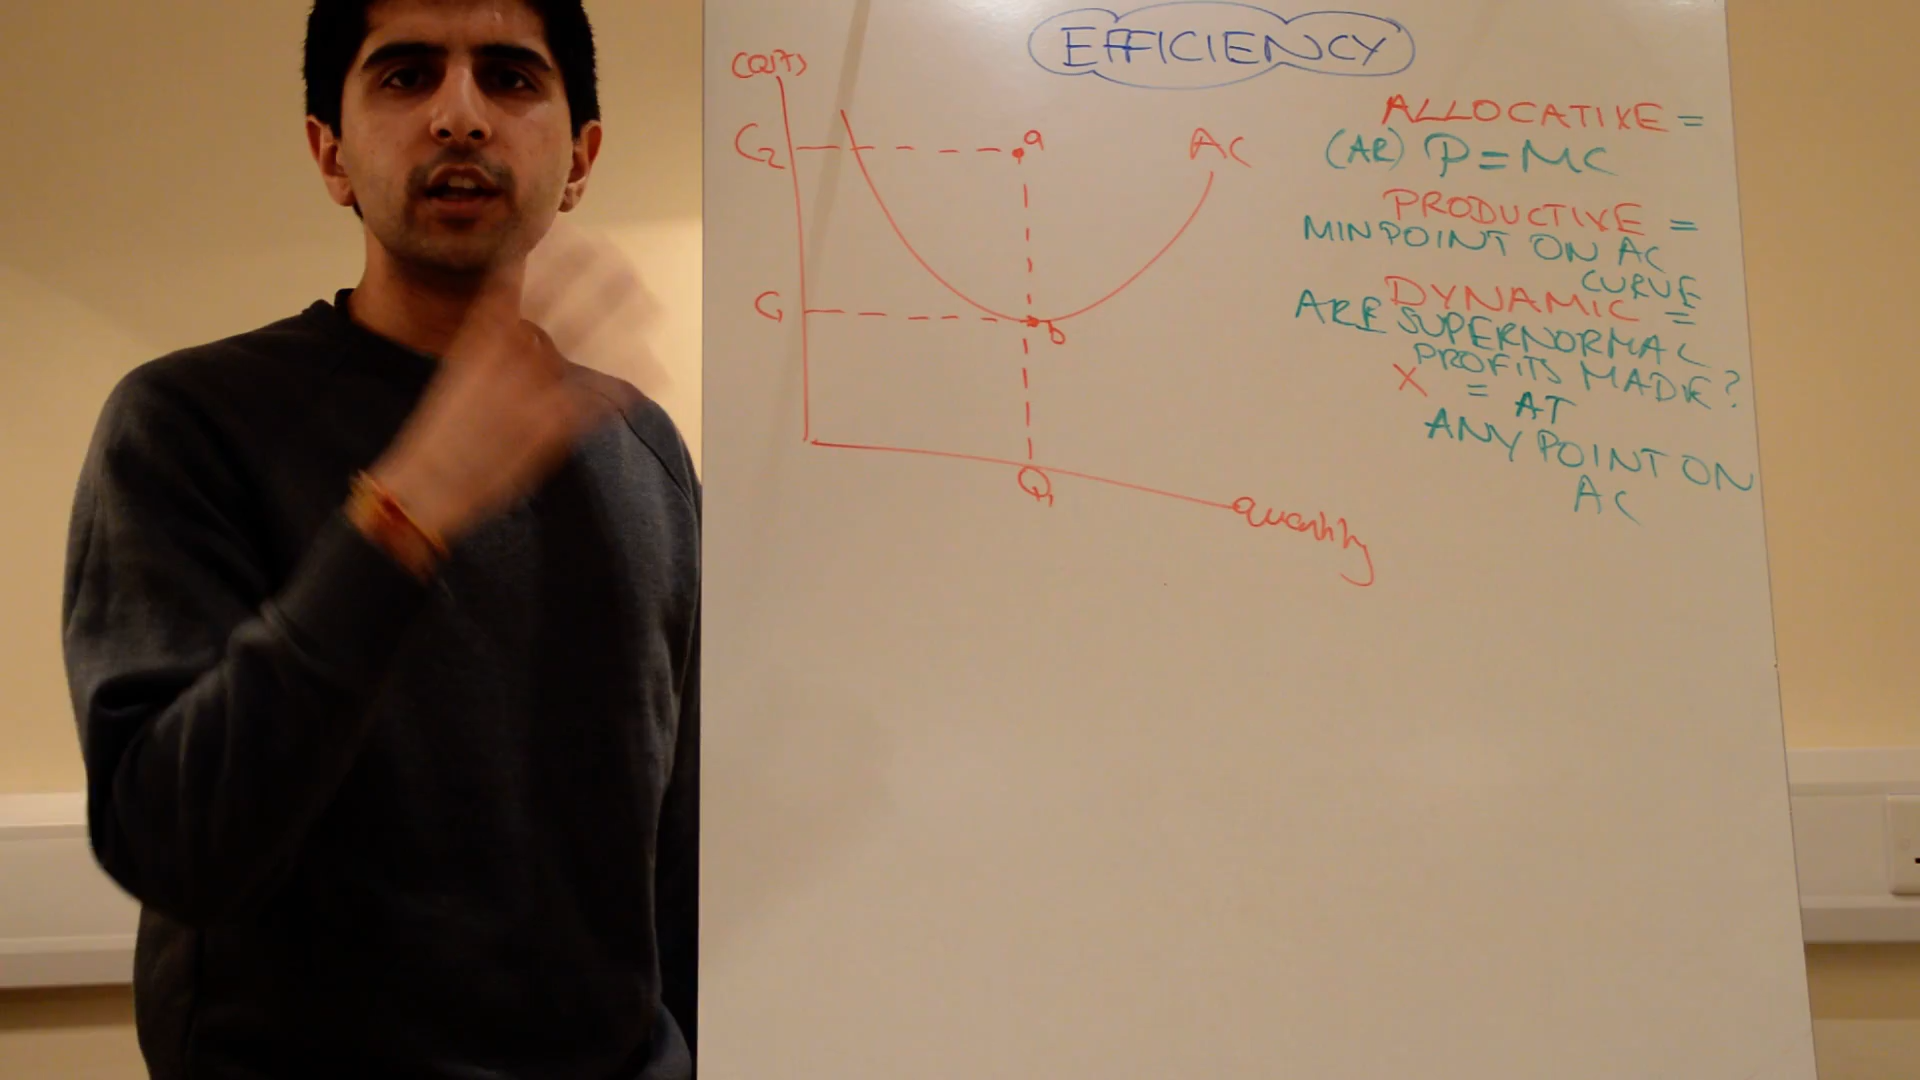 EFFICIENCY
COSTS
C2
a
AC
C1
b
Q1
quantity
ALLOCATIVE =
(AR) P = MC
PRODUCTIVE =
MIN POINT ON AC
CURVE
DYNAMIC =
ARE SUPERNORMAL
PROFITS MADE?
X = AT
ANY POINT ON
AC